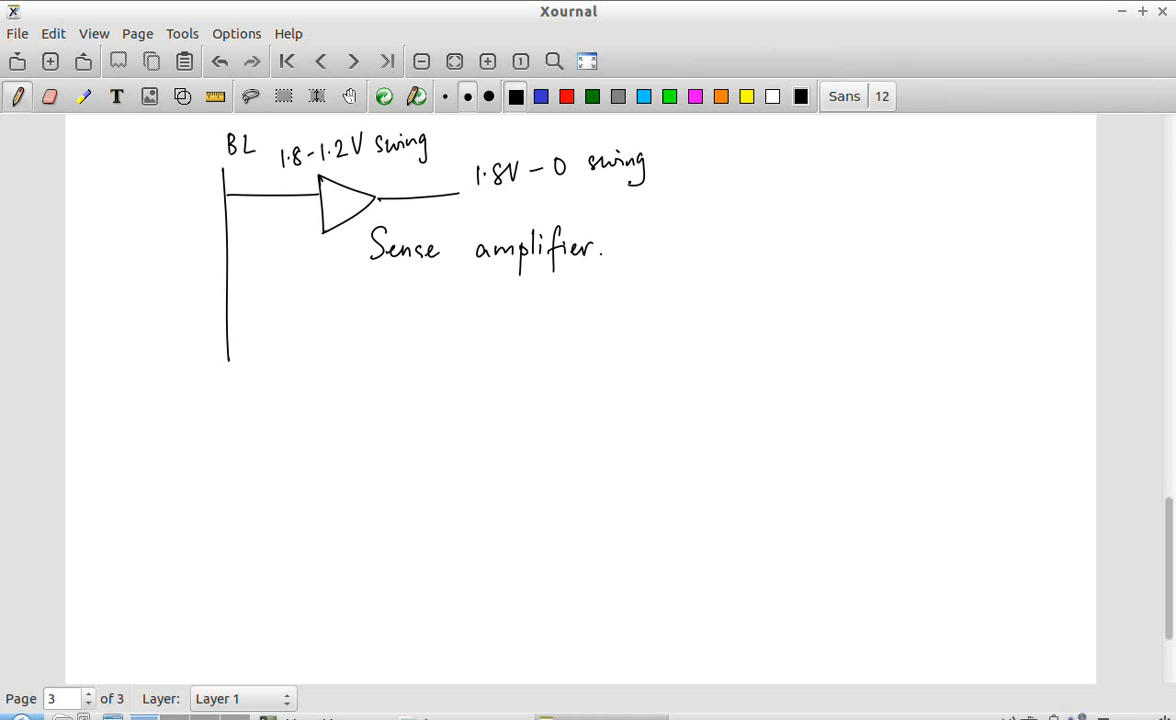 Xournal
File Edit View Page Tools Options Help
Sans 12
BL 1.8-1.2V swing
1.8V - 0 swing
Sense amplifier.
Page 3 of 3 Layer: Layer 1